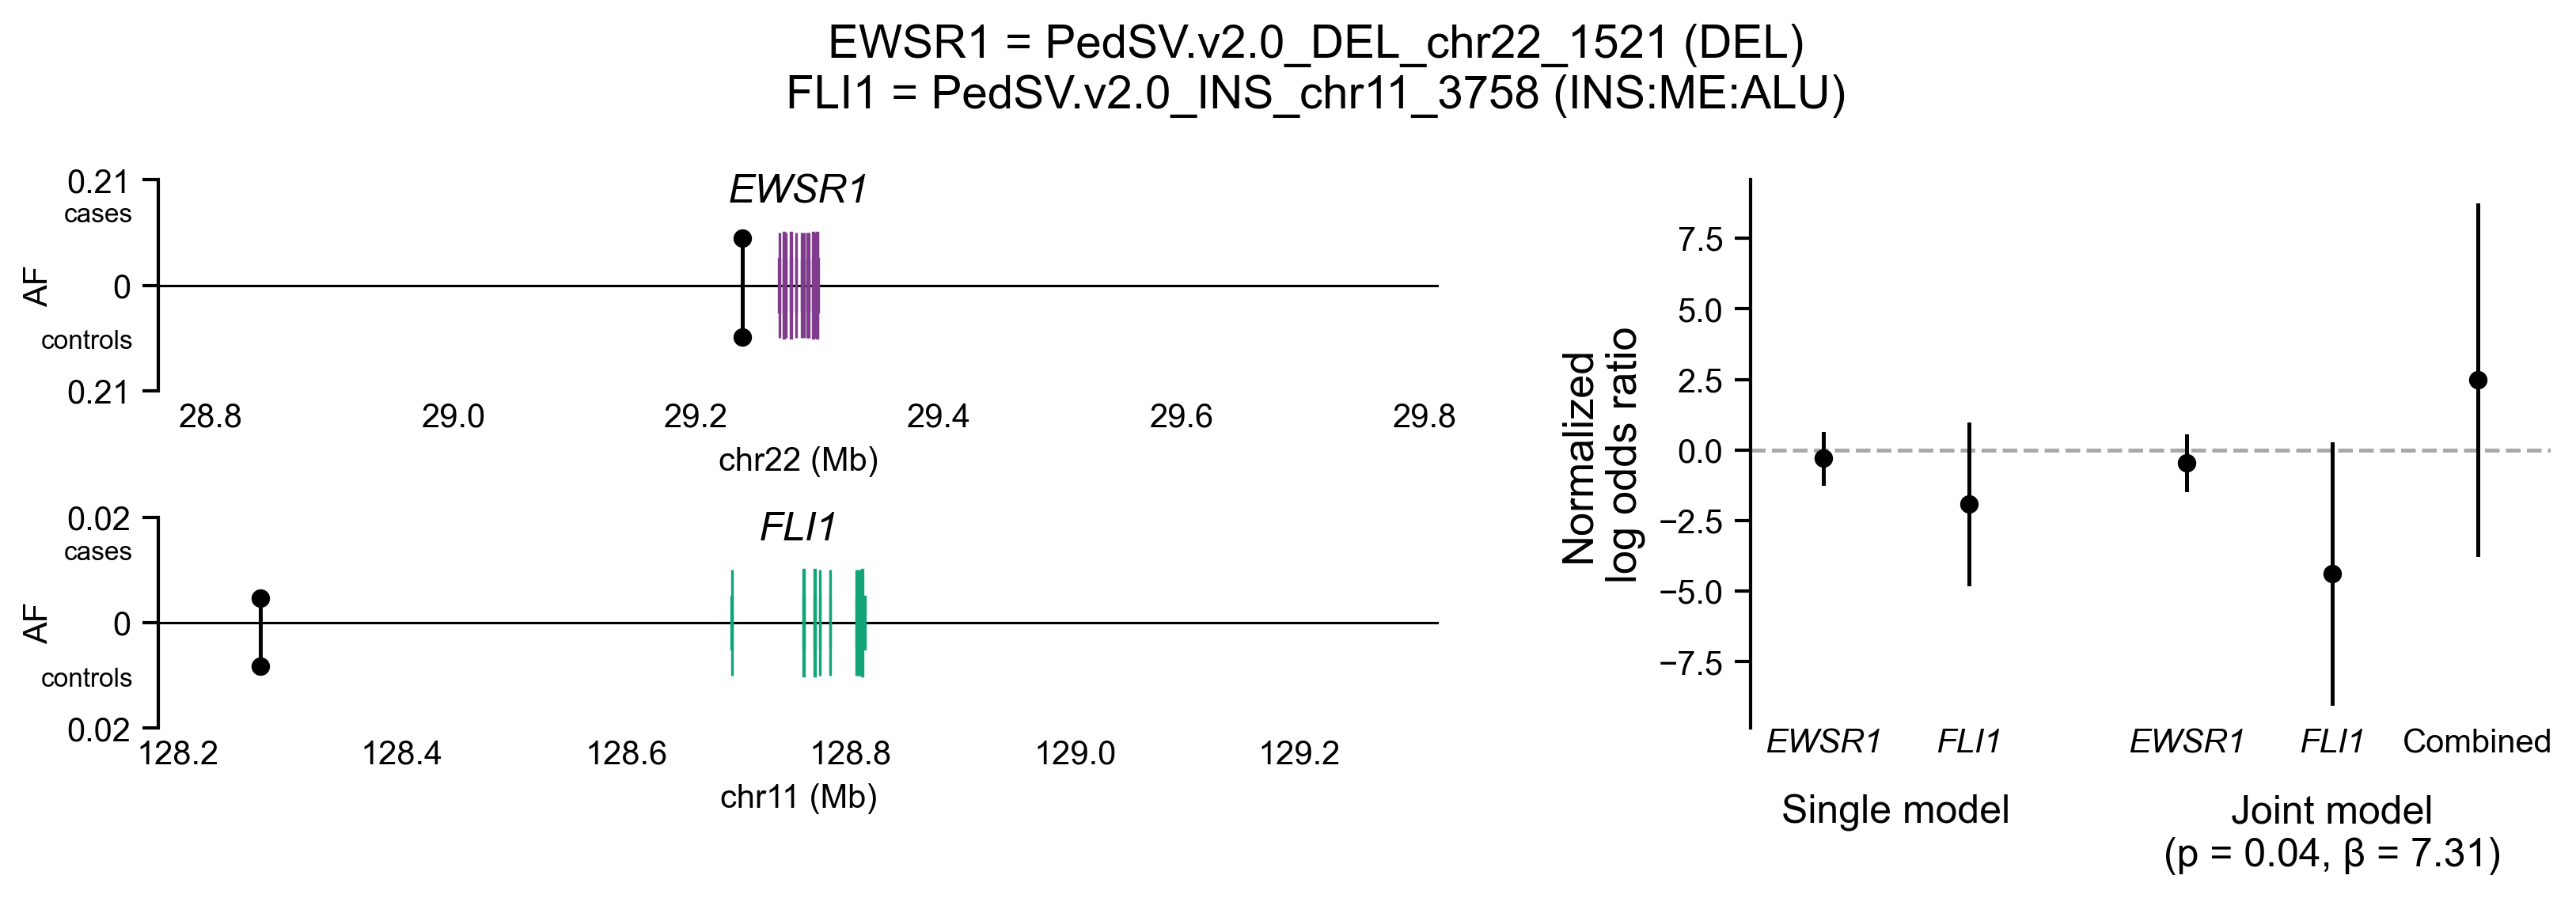 EWSR1 = PedSV.v2.0_DEL_chr22_1521 (DEL)
FLI1 = PedSV.v2.0_INS_chr11_3758 (INS:ME:ALU)
EWSR1
0.21
cases
0
controls
0.21
AF
28.8 29.0 29.2 29.4 29.6 29.8
chr22 (Mb)
FLI1
0.02
cases
0
controls
0.02
AF
128.2 128.4 128.6 128.8 129.0 129.2
chr11 (Mb)
Normalized
log odds ratio
7.5
5.0
2.5
0.0
−2.5
−5.0
−7.5
EWSR1 FLI1 EWSR1 FLI1 Combined
Single model Joint model
(p = 0.04, β = 7.31)